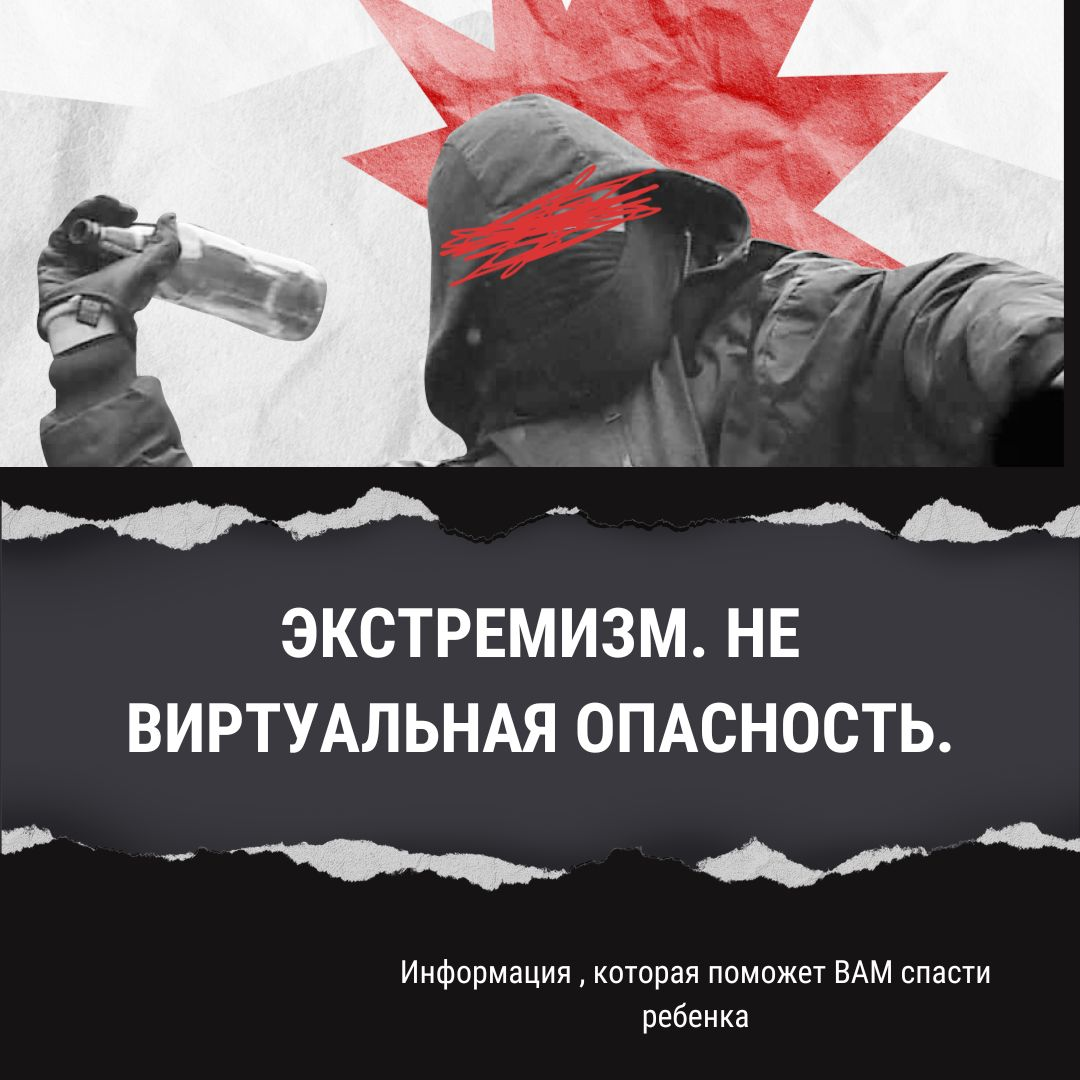 ЭКСТРЕМИЗМ. НЕ
ВИРТУАЛЬНАЯ ОПАСНОСТЬ.
Информация , которая поможет ВАМ спасти
ребенка